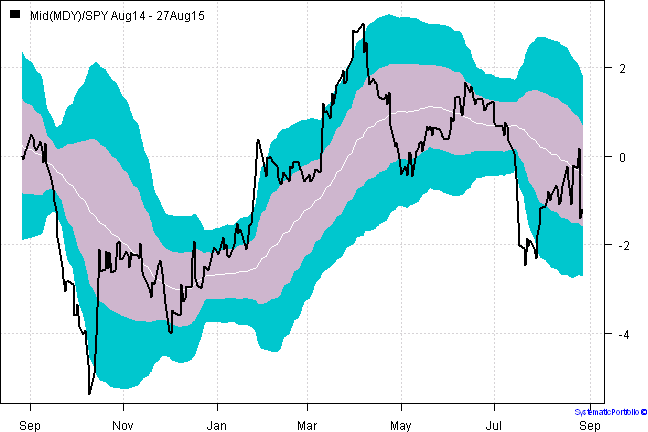 Mid(MDY)/SPY Aug14 - 27Aug15
2
0
-2
-4
Sep Nov Jan Mar May Jul Sep
SystematicPortfolio ©